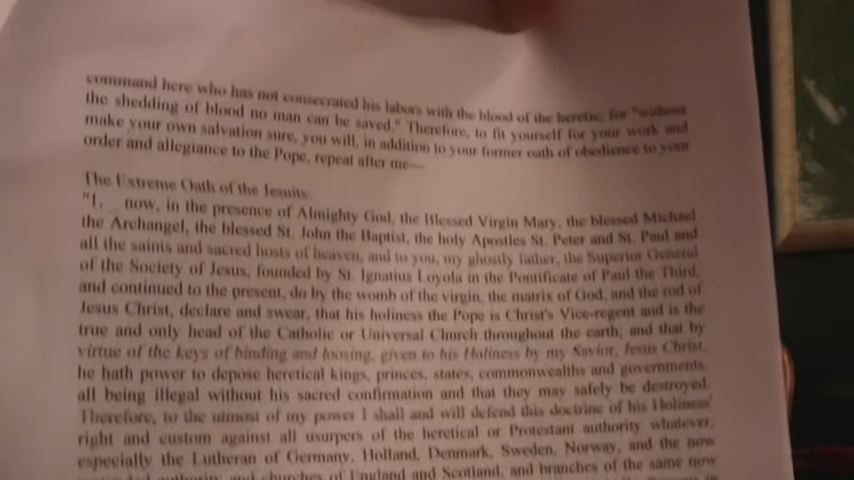 command here who has not consecrated his labors with the blood of the heretic, for "without
the shedding of blood no man can be saved." Therefore, to fit yourself for your work and
make your own salvation sure, you will, in addition to your former oath of obedience to your
order and allegiance to the Pope, repeat after me—
The Extreme Oath of the Jesuits:
"I, _ now, in the presence of Almighty God, the Blessed Virgin Mary, the blessed Michael
the Archangel, the blessed St. John the Baptist, the holy Apostles St. Peter and St. Paul and
all the saints and sacred hosts of heaven, and to you, my ghostly father, the Superior General
of the Society of Jesus, founded by St. Ignatius Loyola in the Pontificate of Paul the Third,
and continued to the present, do by the womb of the virgin, the matrix of God, and the rod of
Jesus Christ, declare and swear, that his holiness the Pope is Christ's Vice-regent and is the
true and only head of the Catholic or Universal Church throughout the earth; and that by
virtue of the keys of binding and loosing, given to his Holiness by my Savior, Jesus Christ,
he hath power to depose heretical kings, princes, states, commonwealths and governments,
all being illegal without his sacred confirmation and that they may safely be destroyed.
Therefore, to the utmost of my power I shall and will defend this doctrine of his Holiness'
right and custom against all usurpers of the heretical or Protestant authority whatever,
especially the Lutheran of Germany, Holland, Denmark, Sweden, Norway, and the now
authority and churches of England and Scotland, and branches of the same now